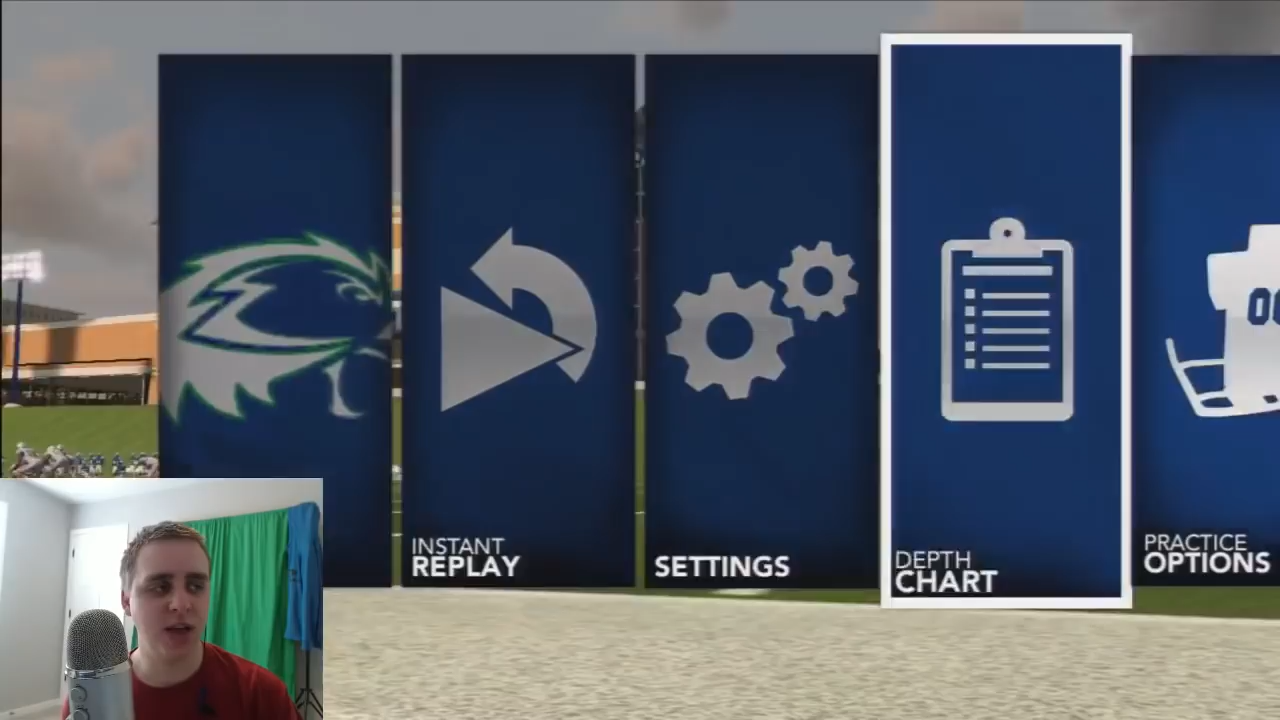 INSTANT
REPLAY
SETTINGS
DEPTH
CHART
PRACTICE
OPTIONS